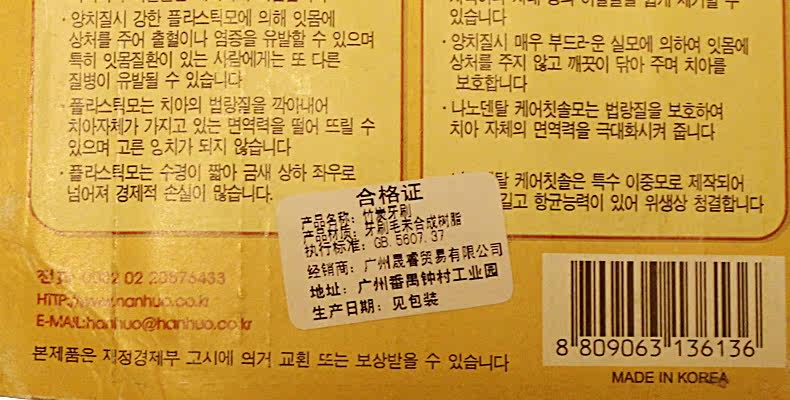 · 양치질시 강한 플라스틱모에 의해 잇몸에
상처를 주어 출혈이나 염증을 유발할 수 있으며
특히 잇몸질환이 있는 사람에게는 또 다른
질병이 유발될 수 있습니다
· 플라스틱모는 치아의 법랑질을 깍아내어
치아자체가 가지고 있는 면역력을 떨어 뜨릴 수
있으며 고른 양치가 되지 않습니다
· 플라스틱모는 수명이 짧아 금새 상하 좌우로
넘어져 경제적 손실이 많습니다.
있습니다
· 양치질시 매우 부드러운 실모에 의하여 잇몸에
상처를 주지 않고 깨끗이 닦아 주며 치아를
보호합니다
· 나노덴탈 케어칫솔모는 법랑질을 보호하여
치아 자체의 면역력을 극대화시켜 줍니다
케어칫솔은 특수 이중모로 제작되어
길고 항균능력이 있어 위생상 청결합니다
合格证
产品名称: 竹炭牙刷
产品材质: 牙刷毛束合成树脂
执行标准: GB.5607.37
经销商: 广州晟睿贸易有限公司
地址: 广州番禺钟村工业园
生产日期: 见包装
전화 0082 02 20876433
HTTP://www.hanhuo.co.kr
E-MAIL:hanhuo@hanhuo.co.kr
본제품은 재정경제부 고시에 의거 교환 또는 보상받을 수 있습니다
8 809063 136136
MADE IN KOREA